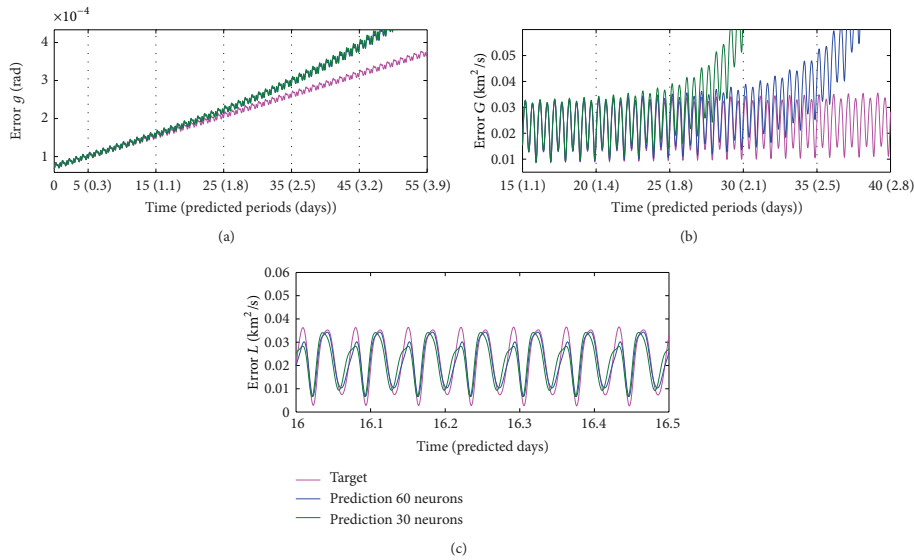 ×10⁻⁴
4
3
2
1
Error g (rad)
0 5 (0.3) 15 (1.1) 25 (1.8) 35 (2.5) 45 (3.2) 55 (3.9)
Time (predicted periods (days))
(a)
0.05
0.04
0.03
0.02
0.01
Error G (km²/s)
15 (1.1) 20 (1.4) 25 (1.8) 30 (2.1) 35 (2.5) 40 (2.8)
Time (predicted periods (days))
(b)
0.06
0.05
0.04
0.03
0.02
0.01
0
Error L (km²/s)
16 16.1 16.2 16.3 16.4 16.5
Time (predicted days)
Target
Prediction 60 neurons
Prediction 30 neurons
(c)